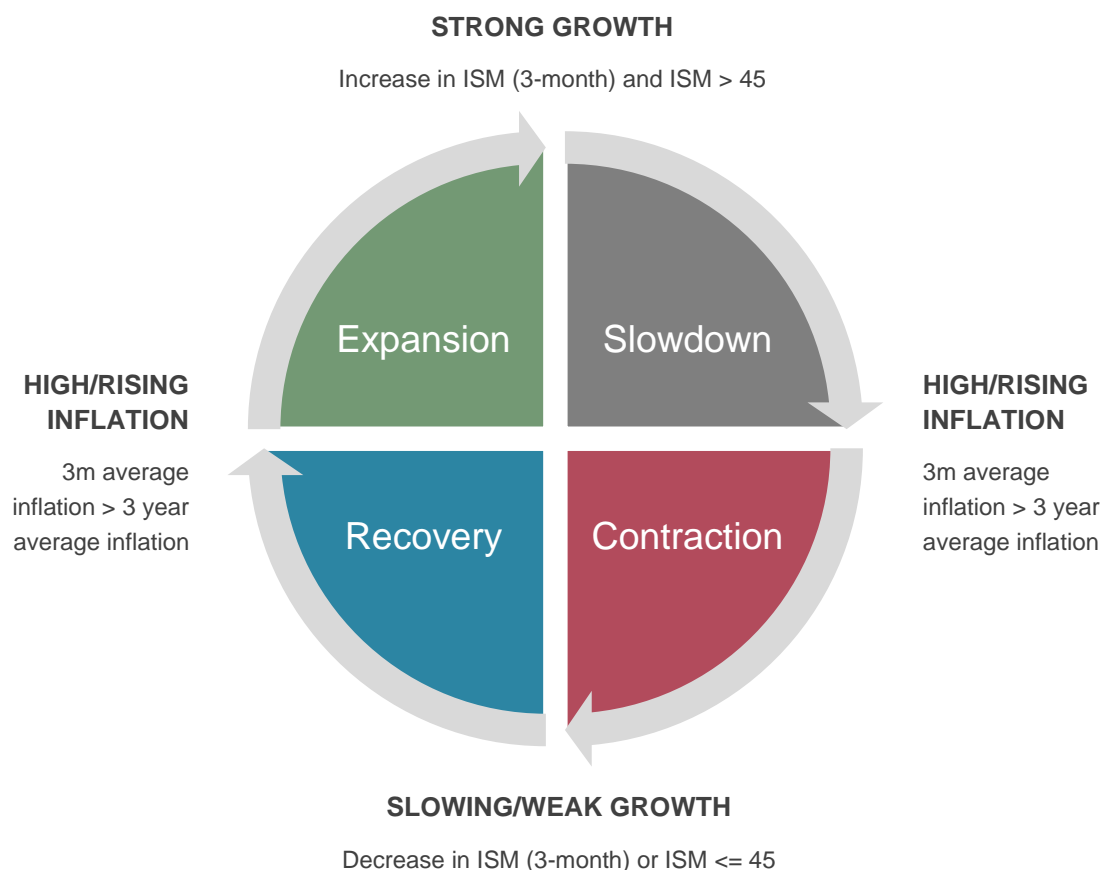 STRONG GROWTH
Increase in ISM (3-month) and ISM > 45
Expansion
Slowdown
HIGH/RISING
INFLATION
3m average
inflation > 3 year
average inflation
HIGH/RISING
INFLATION
3m average
inflation > 3 year
average inflation
Recovery
Contraction
SLOWING/WEAK GROWTH
Decrease in ISM (3-month) or ISM <= 45